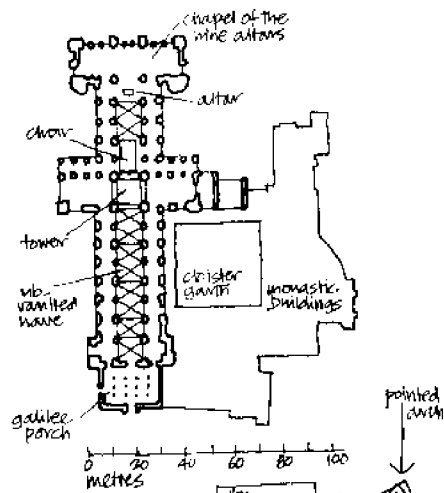 chapel of the
nine altars
altar
choir
tower
rib
vaulted
nave
cloister
garth
monastic
buildings
galilee
porch
0 20 40 60 80 100
metres
pointed